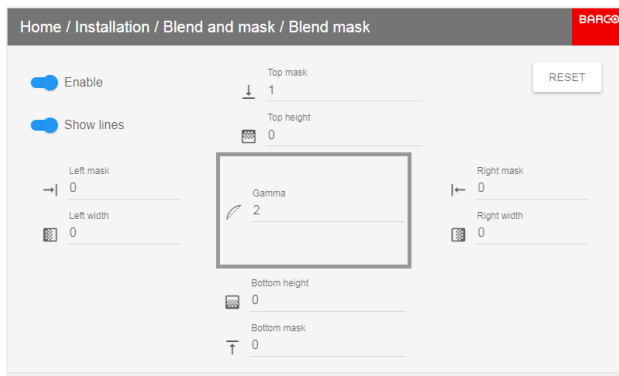 Home / Installation / Blend and mask / Blend mask
BARCO
Enable
Top mask
1
RESET
Show lines
Top height
0
Left mask
0
Left width
0
Gamma
2
Right mask
0
Right width
0
Bottom height
0
Bottom mask
0